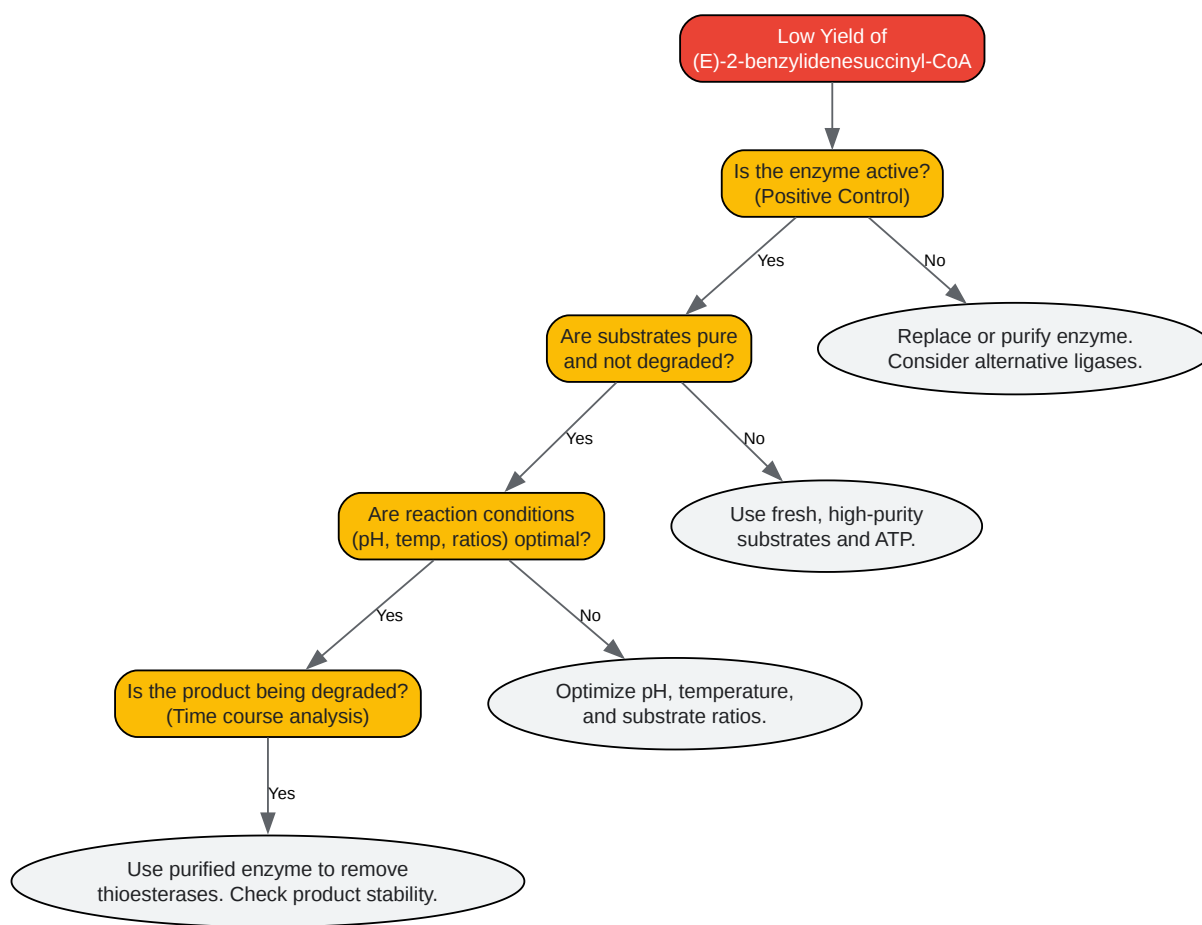 Low Yield of
(E)-2-benzylidenesuccinyl-CoA
Is the enzyme active?
(Positive Control)
Yes
No
Are substrates pure
and not degraded?
Replace or purify enzyme.
Consider alternative ligases.
Yes
No
Are reaction conditions
(pH, temp, ratios) optimal?
Use fresh, high-purity
substrates and ATP.
Yes
No
Is the product being degraded?
(Time course analysis)
Optimize pH, temperature,
and substrate ratios.
Yes
Use purified enzyme to remove
thioesterases. Check product stability.